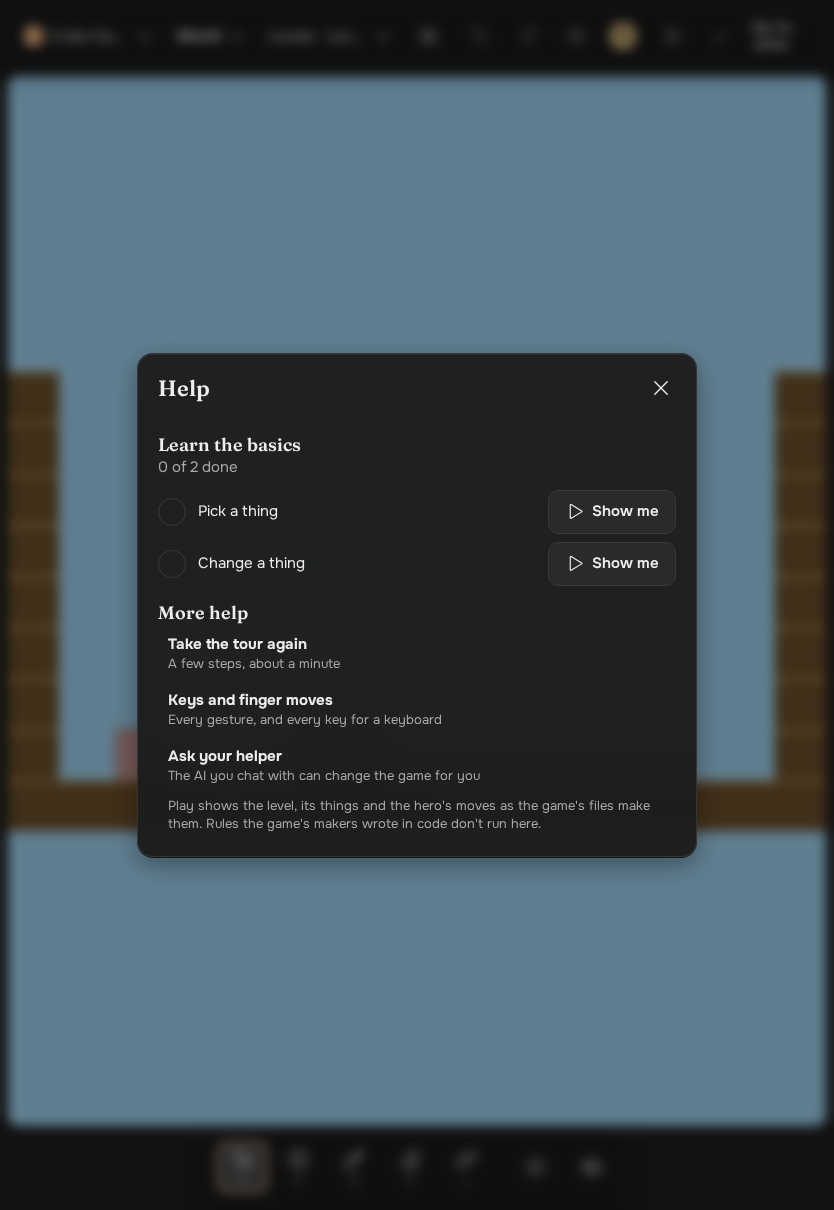 Help
Learn the basics
0 of 2 done
Pick a thing
Show me
Change a thing
Show me
More help
Take the tour again
A few steps, about a minute
Keys and finger moves
Every gesture, and every key for a keyboard
Ask your helper
The AI you chat with can change the game for you
Play shows the level, its things and the hero's moves as the game's files make
them. Rules the game's makers wrote in code don't run here.